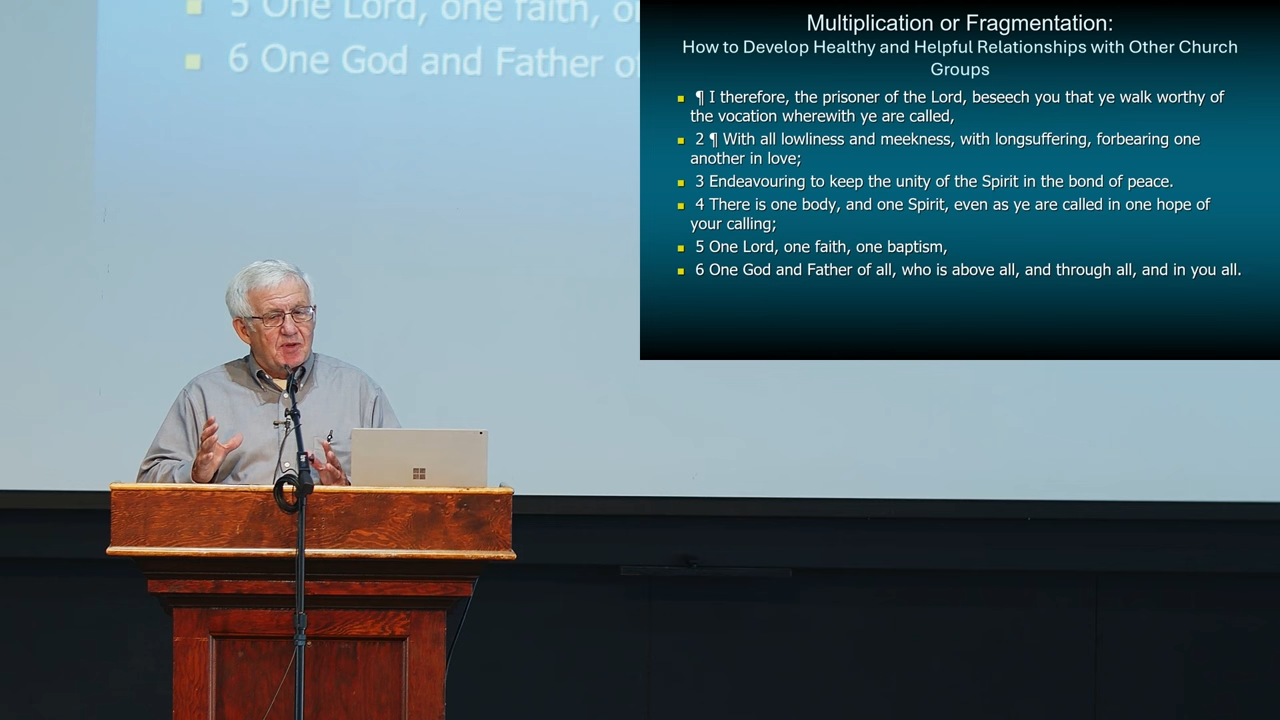 5 One Lord, one faith, o
6 One God and Father of
Multiplication or Fragmentation:
How to Develop Healthy and Helpful Relationships with Other Church
Groups
¶ I therefore, the prisoner of the Lord, beseech you that ye walk worthy of
the vocation wherewith ye are called,
2 ¶ With all lowliness and meekness, with longsuffering, forbearing one
another in love;
3 Endeavouring to keep the unity of the Spirit in the bond of peace.
4 There is one body, and one Spirit, even as ye are called in one hope of
your calling;
5 One Lord, one faith, one baptism,
6 One God and Father of all, who is above all, and through all, and in you all.